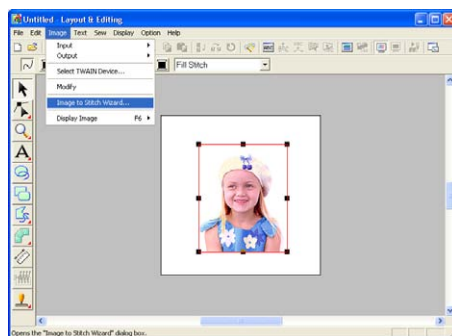 Untitled - Layout & Editing
File Edit Image Text Sew Display Option Help
Input
Output
Select TWAIN Device...
Modify
Image to Stitch Wizard...
Display Image F6
Fill Stitch
A
Opens the "Image to Stitch Wizard" dialog box.